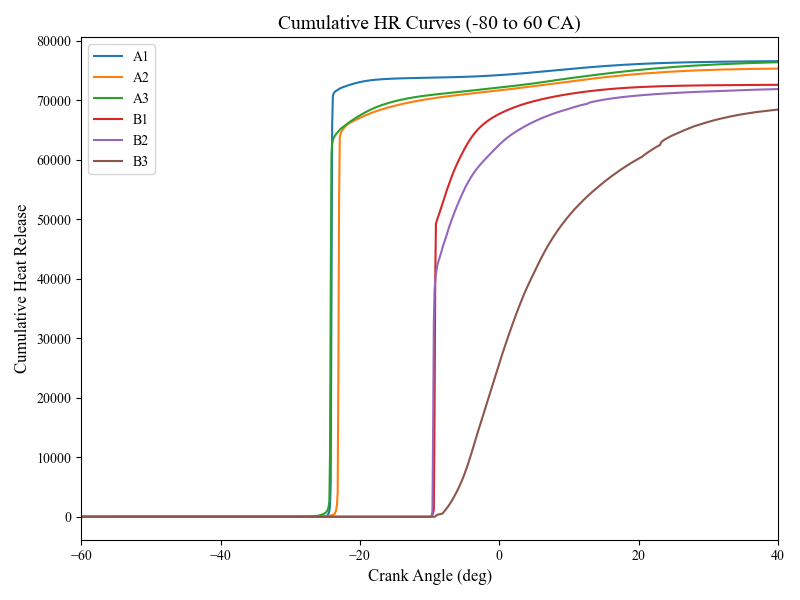 Cumulative HR Curves (-80 to 60 CA)
80000
70000
60000
50000
40000
30000
20000
10000
0
Cumulative Heat Release
A1
A2
A3
B1
B2
B3
−60
−40
−20
0
20
40
Crank Angle (deg)